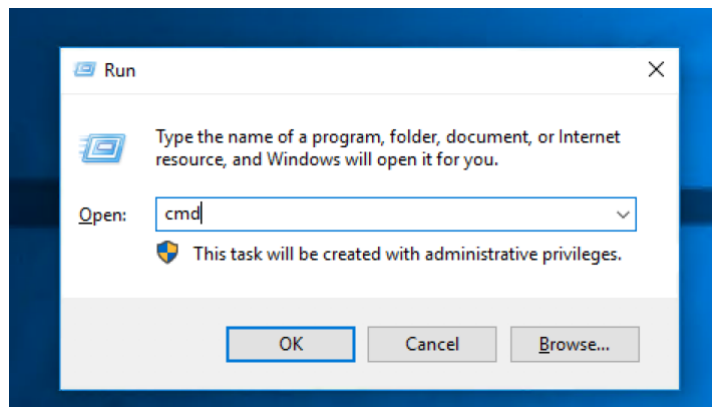 Run
Type the name of a program, folder, document, or Internet
resource, and Windows will open it for you.
Open: cmd
This task will be created with administrative privileges.
OK Cancel Browse...